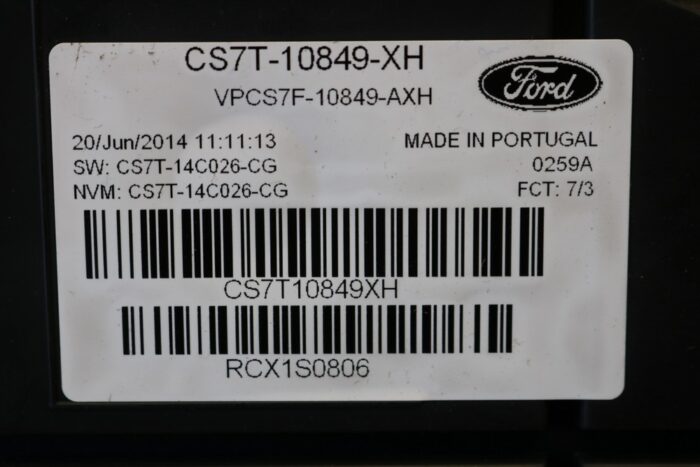 CS7T-10849-XH
VPCS7F-10849-AXH
Ford
20/Jun/2014 11:11:13
MADE IN PORTUGAL
SW: CS7T-14C026-CG
0259A
NVM: CS7T-14C026-CG
FCT: 7/3
CS7T10849XH
RCX1S0806